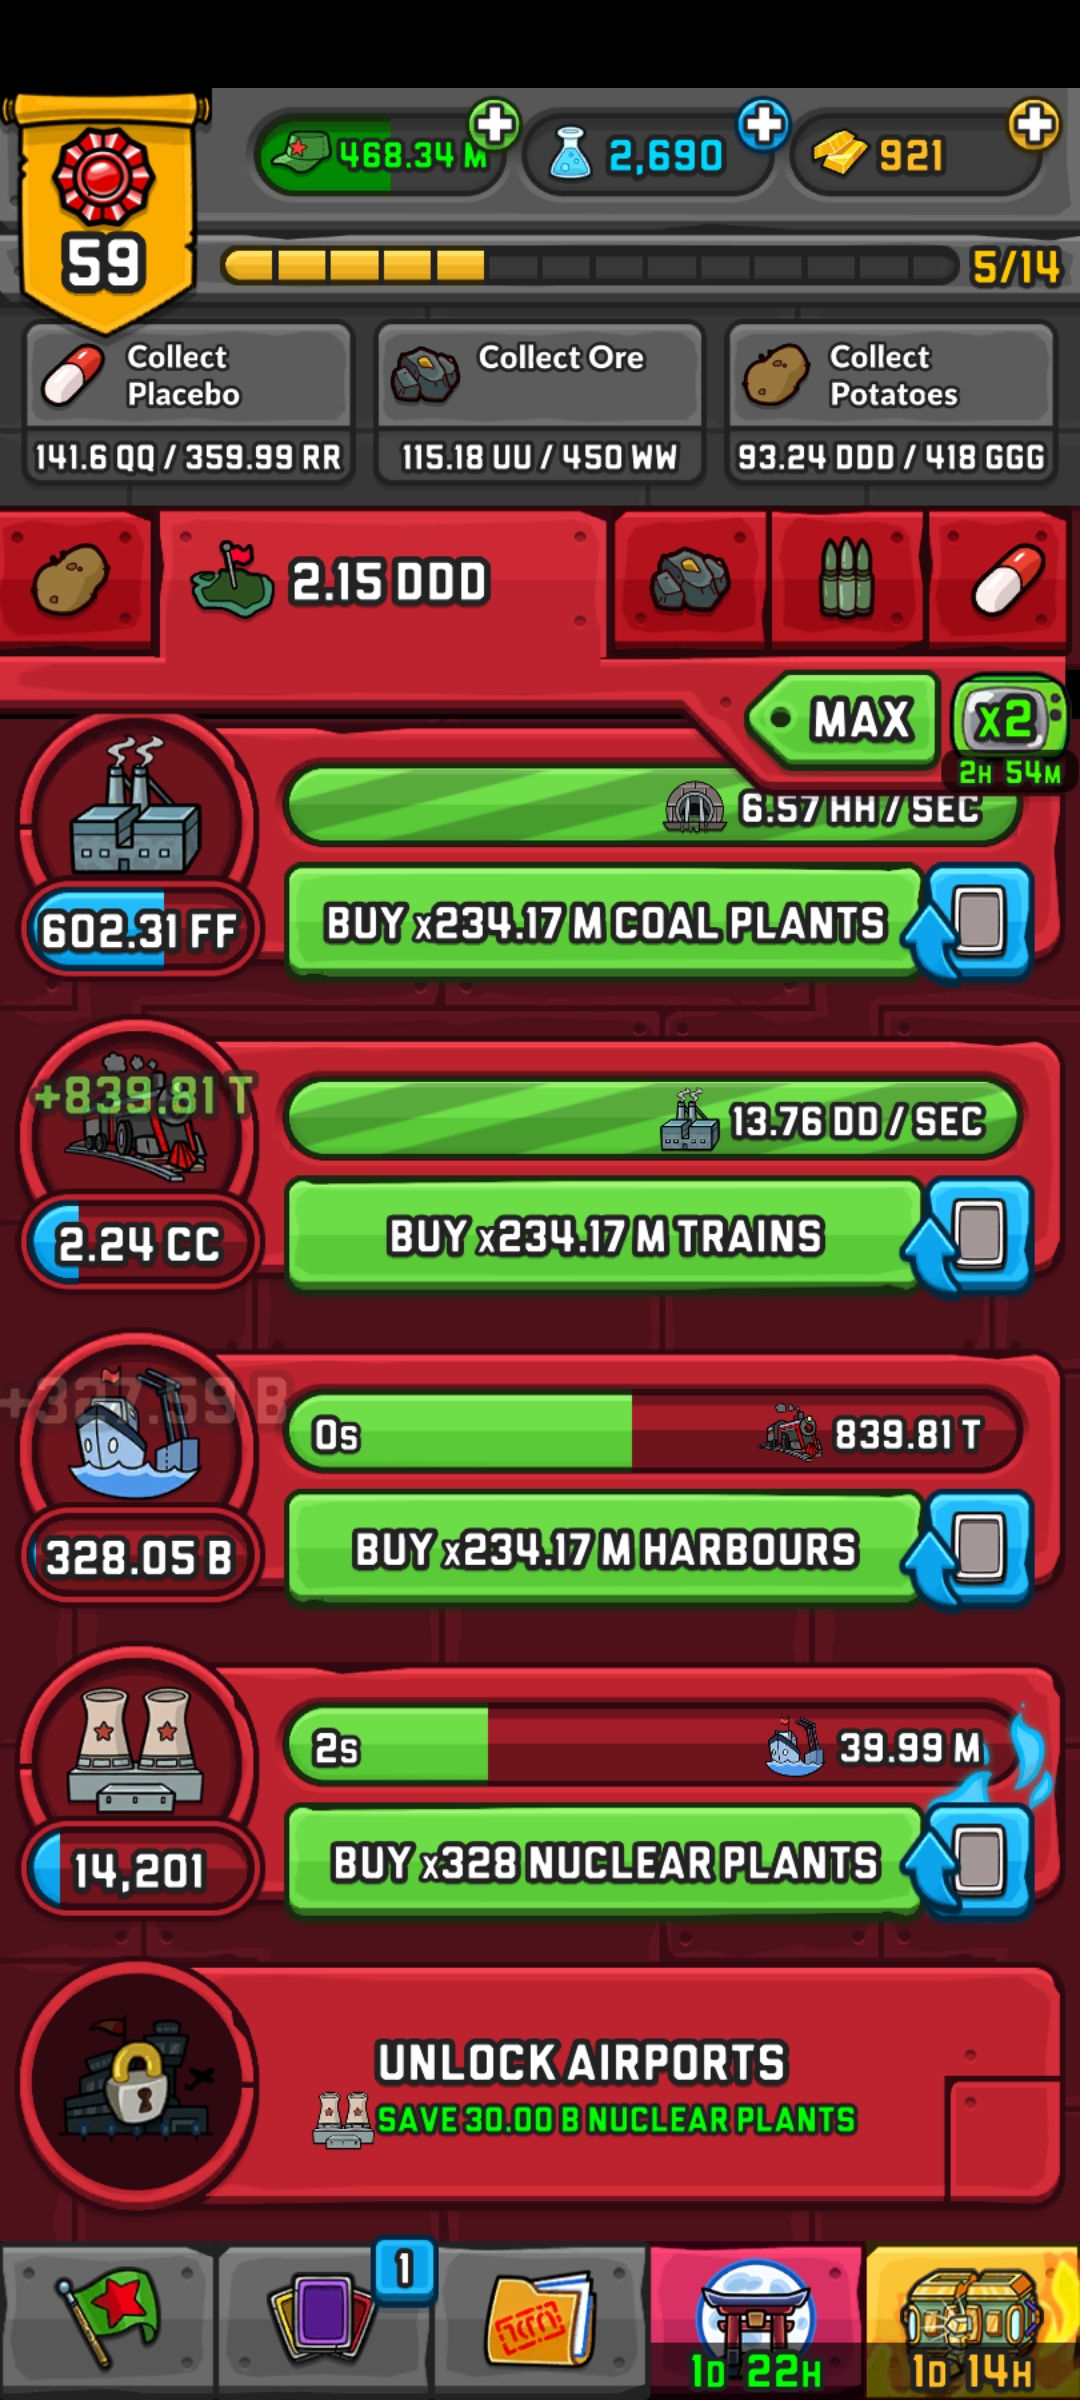 468.34 M
2,690
921
59
5/14
Collect
Placebo
141.6 QQ / 359.99 RR
Collect Ore
115.18 UU / 450 WW
Collect
Potatoes
93.24 DDD / 418 GGG
2.15 DDD
MAX
x2
2H 54M
6.57 HH / SEC
602.31 FF
BUY x234.17 M COAL PLANTS
+839.81 T
13.76 DD / SEC
2.24 CC
BUY x234.17 M TRAINS
+327.59 B
0s
839.81 T
328.05 B
BUY x234.17 M HARBOURS
2s
39.99 M
14,201
BUY x328 NUCLEAR PLANTS
UNLOCK AIRPORTS
SAVE 30.00 B NUCLEAR PLANTS
1
1D 22H
1D 14H